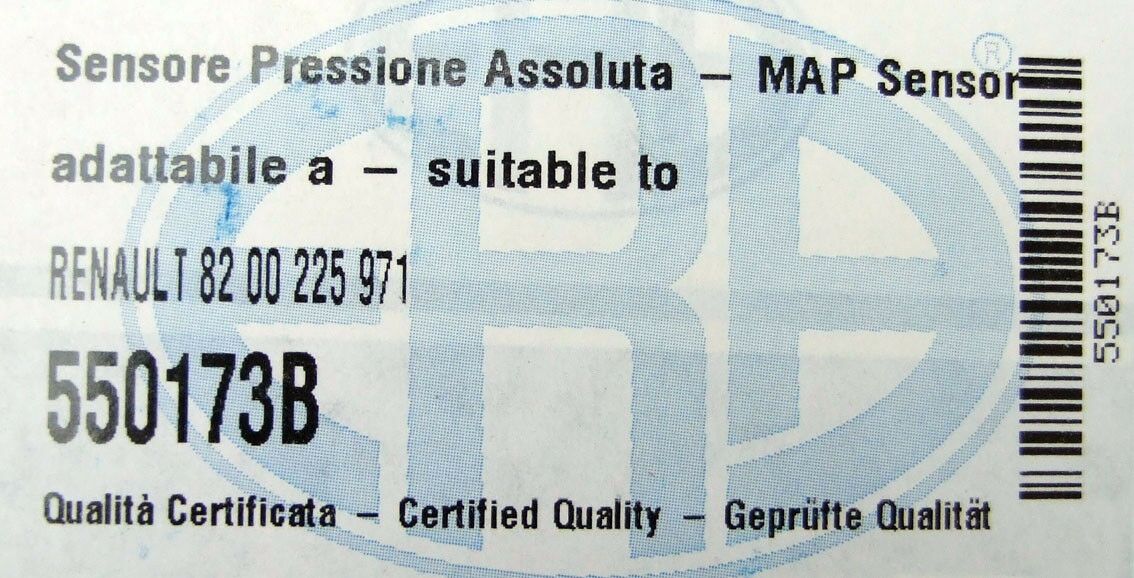 Sensore Pressione Assoluta – MAP Sensor
adattabile a – suitable to
RENAULT 82 00 225 971
550173B
Qualità Certificata – Certified Quality – Geprüfte Qualität
550173B
ERA
®